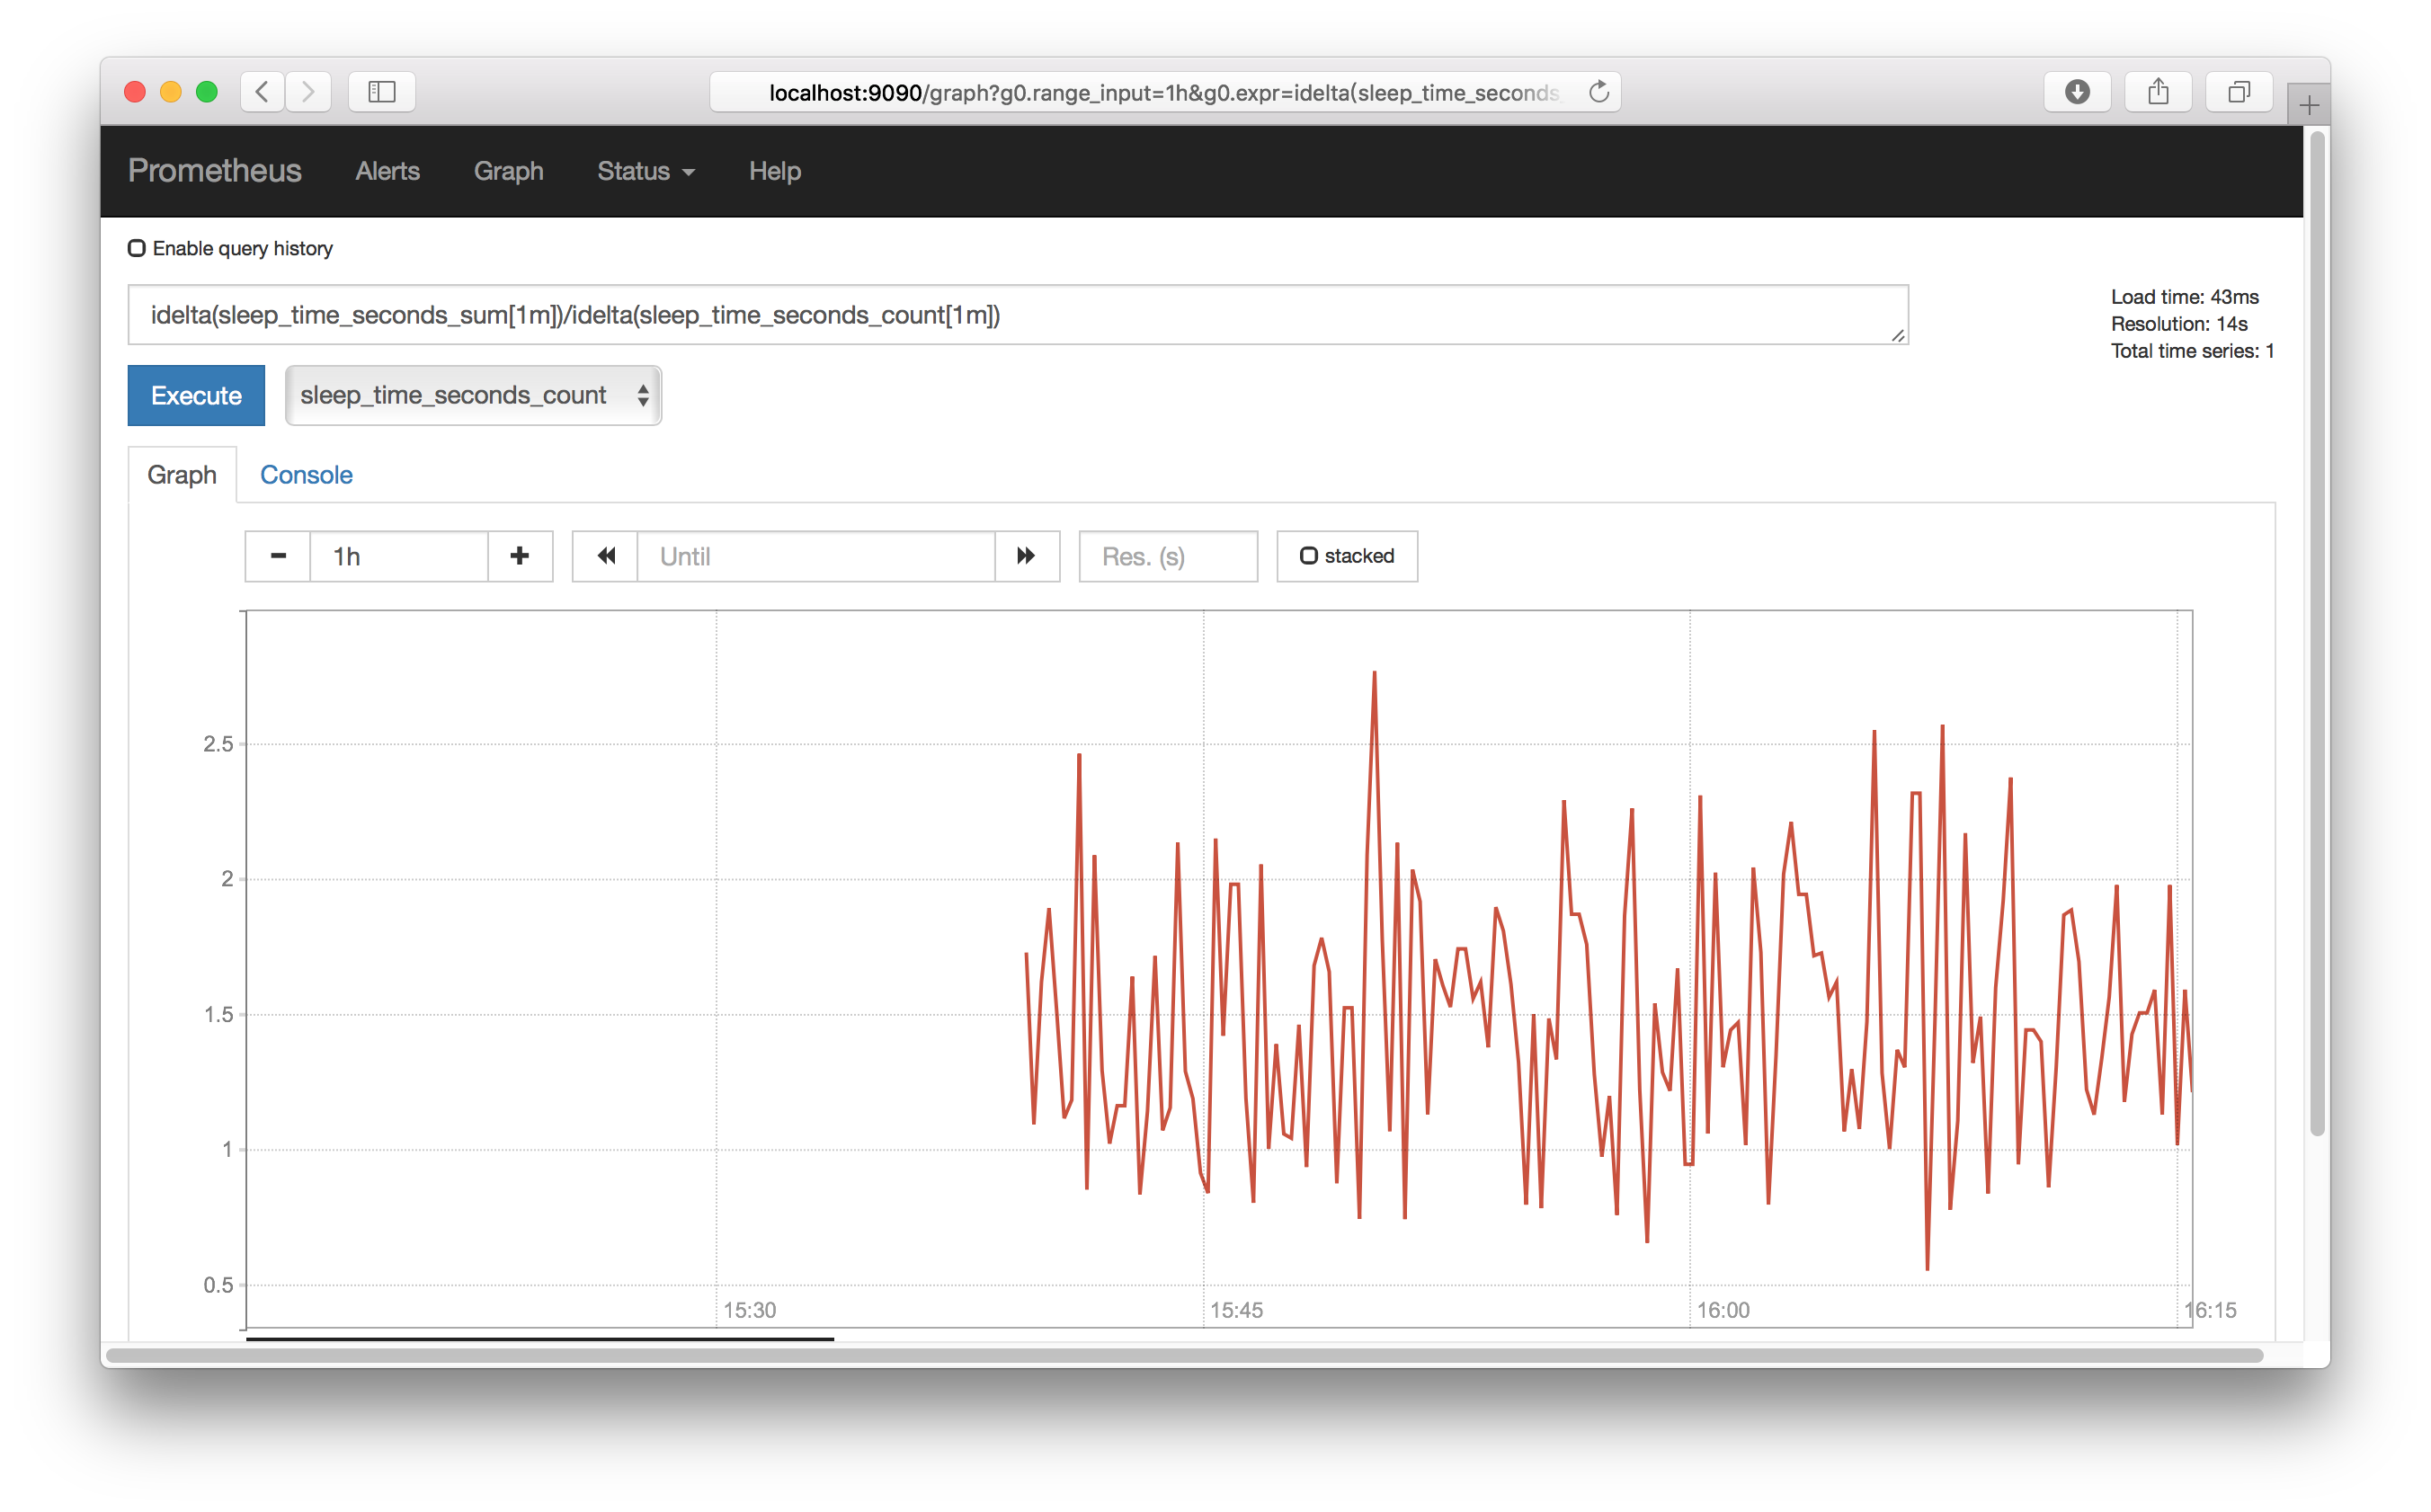 localhost:9090/graph?g0.range_input=1h&g0.expr=idelta(sleep_time_seconds_
Prometheus Alerts Graph Status Help
Enable query history
idelta(sleep_time_seconds_sum[1m])/idelta(sleep_time_seconds_count[1m])
Load time: 43ms
Resolution: 14s
Total time series: 1
Execute sleep_time_seconds_count
Graph Console
1h Until Res. (s) stacked
2.5
2
1.5
1
0.5
15:30 15:45 16:00 16:15